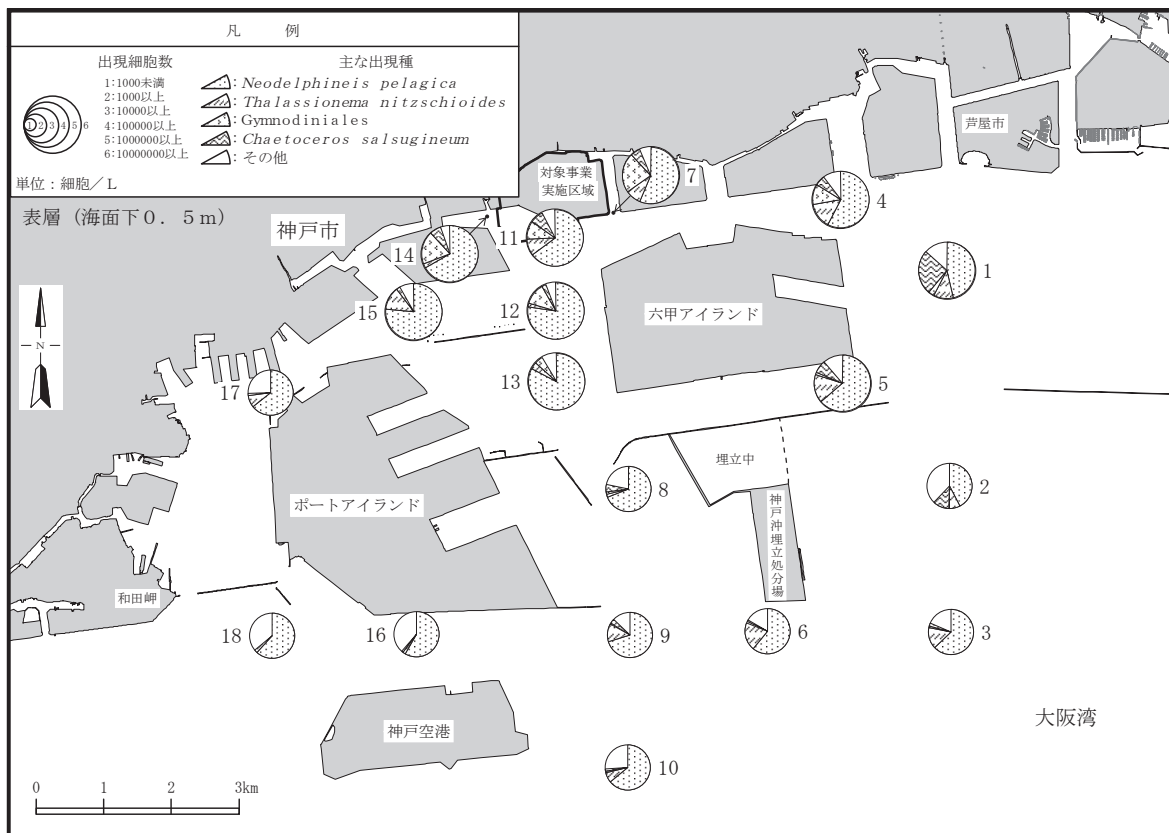 凡　例
出現細胞数
1:1000未満
2:1000以上
3:10000以上
4:100000以上
5:1000000以上
6:10000000以上
1 2 3 4 5 6
主な出現種
：Neodelphineis pelagica
：Thalassionema nitzschioides
：Gymnodiniales
：Chaetoceros salsugineum
：その他
単位：細胞／L
表層（海面下0．5m）
芦屋市
対象事業
実施区域
7
4
神戸市
11
14
1
15
12
六甲アイランド
N
13
5
17
埋立中
8
2
ポートアイランド
神戸沖埋立処分場
和田岬
18
16
9
6
3
大阪湾
神戸空港
10
0 1 2 3km